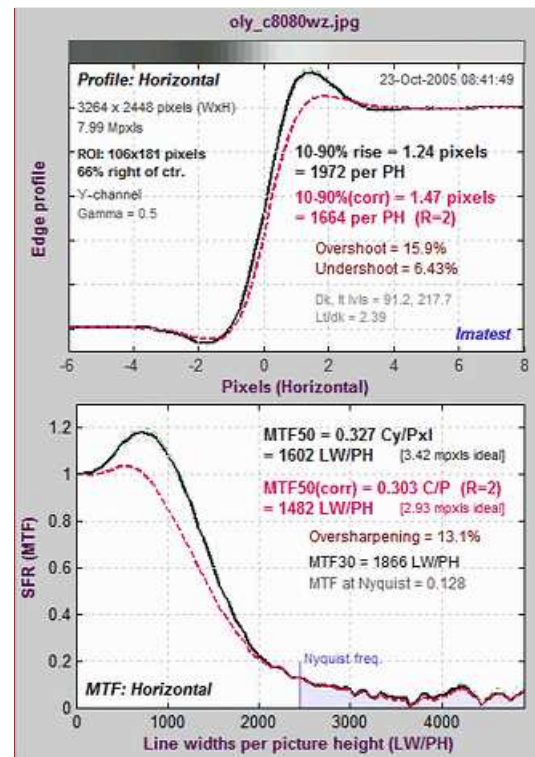 oly_c8080wz.jpg
Profile: Horizontal
23-Oct-2005 08:41:49
3264 x 2448 pixels (WxH)
7.99 Mpxls
ROI: 106x181 pixels
66% right of ctr.
Y-channel
Gamma = 0.5
10-90% rise = 1.24 pixels
= 1972 per PH
10-90%(corr) = 1.47 pixels
= 1664 per PH (R=2)
Overshoot = 15.9%
Undershoot = 6.43%
Dk, lt lvls = 91.2, 217.7
Lt/dk = 2.39
Imatest
Edge profile
-6 -4 -2 0 2 4 6 8
Pixels (Horizontal)
MTF50 = 0.327 Cy/Pxl
= 1602 LW/PH [3.42 mpxls ideal]
MTF50(corr) = 0.303 C/P (R=2)
= 1482 LW/PH [2.93 mpxls ideal]
Oversharpening = 13.1%
MTF30 = 1866 LW/PH
MTF at Nyquist = 0.128
Nyquist freq.
MTF: Horizontal
SFR (MTF)
1.2
1
0.8
0.6
0.4
0.2
0
0 1000 2000 3000 4000
Line widths per picture height (LW/PH)